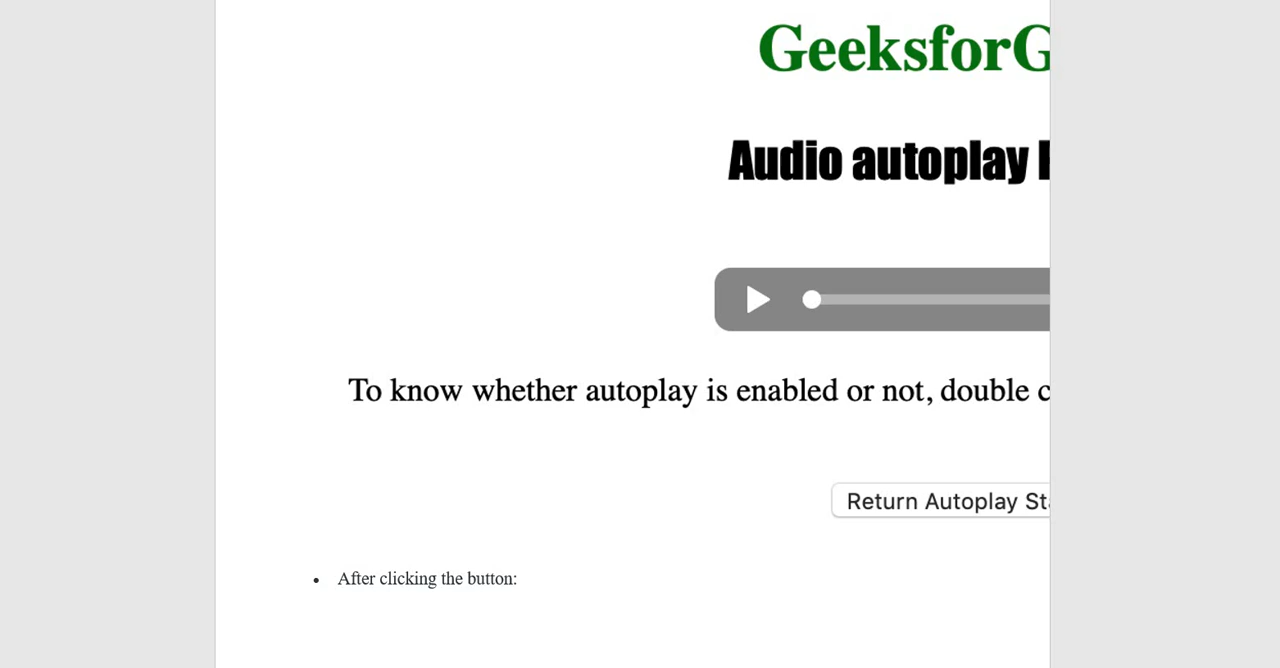 GeeksforG
Audio autoplay
To know whether autoplay is enabled or not, double c
Return Autoplay St
• After clicking the button: